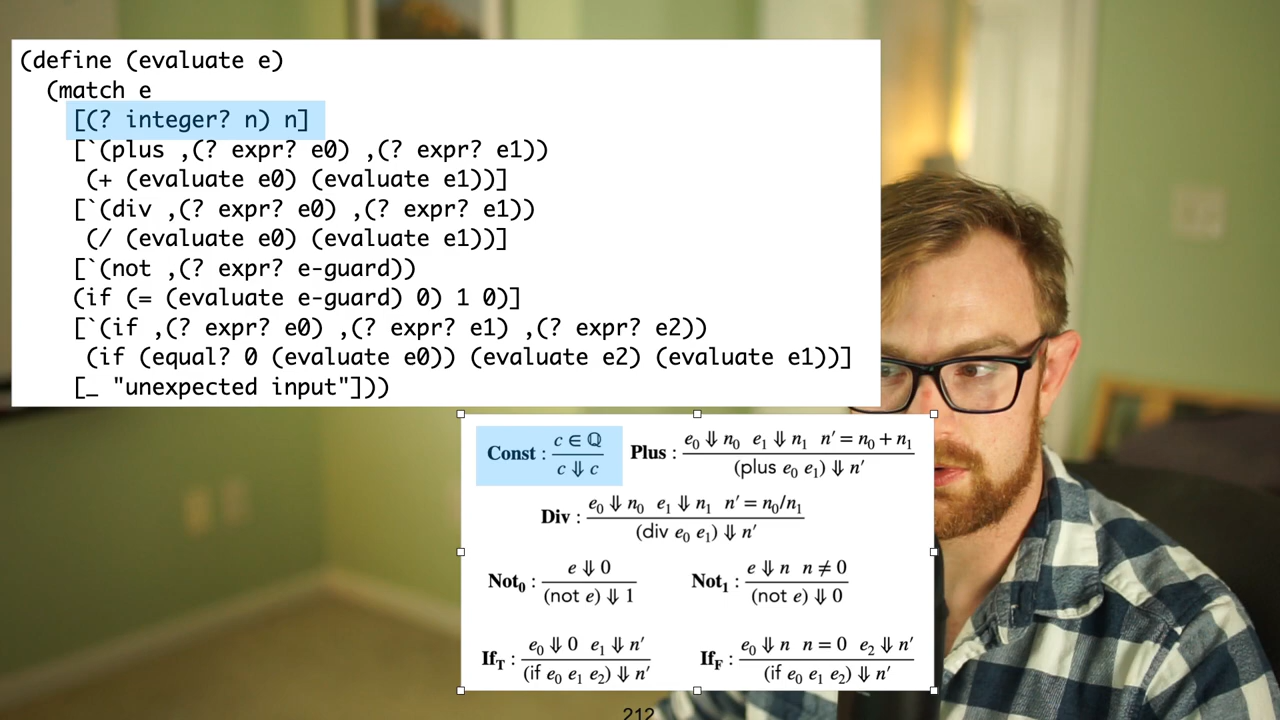 (define (evaluate e)
(match e
[(? integer? n) n]
[`(plus ,(? expr? e0) ,(? expr? e1))
(+ (evaluate e0) (evaluate e1))]
[`(div ,(? expr? e0) ,(? expr? e1))
(/ (evaluate e0) (evaluate e1))]
[`(not ,(? expr? e-guard))
(if (= (evaluate e-guard) 0) 1 0)]
[`(if ,(? expr? e0) ,(? expr? e1) ,(? expr? e2))
(if (equal? 0 (evaluate e0)) (evaluate e2) (evaluate e1))]
[_ "unexpected input"]))
Const : c ∈ ℚ
c ⇓ c
Plus : e₀ ⇓ n₀ e₁ ⇓ n₁ n′ = n₀ + n₁
(plus e₀ e₁) ⇓ n′
Div : e₀ ⇓ n₀ e₁ ⇓ n₁ n′ = n₀/n₁
(div e₀ e₁) ⇓ n′
Not₀ : e ⇓ 0
(not e) ⇓ 1
Not₁ : e ⇓ n n ≠ 0
(not e) ⇓ 0
If_T : e₀ ⇓ 0 e₁ ⇓ n′
(if e₀ e₁ e₂) ⇓ n′
If_F : e₀ ⇓ n n = 0 e₂ ⇓ n′
(if e₀ e₁ e₂) ⇓ n′
212